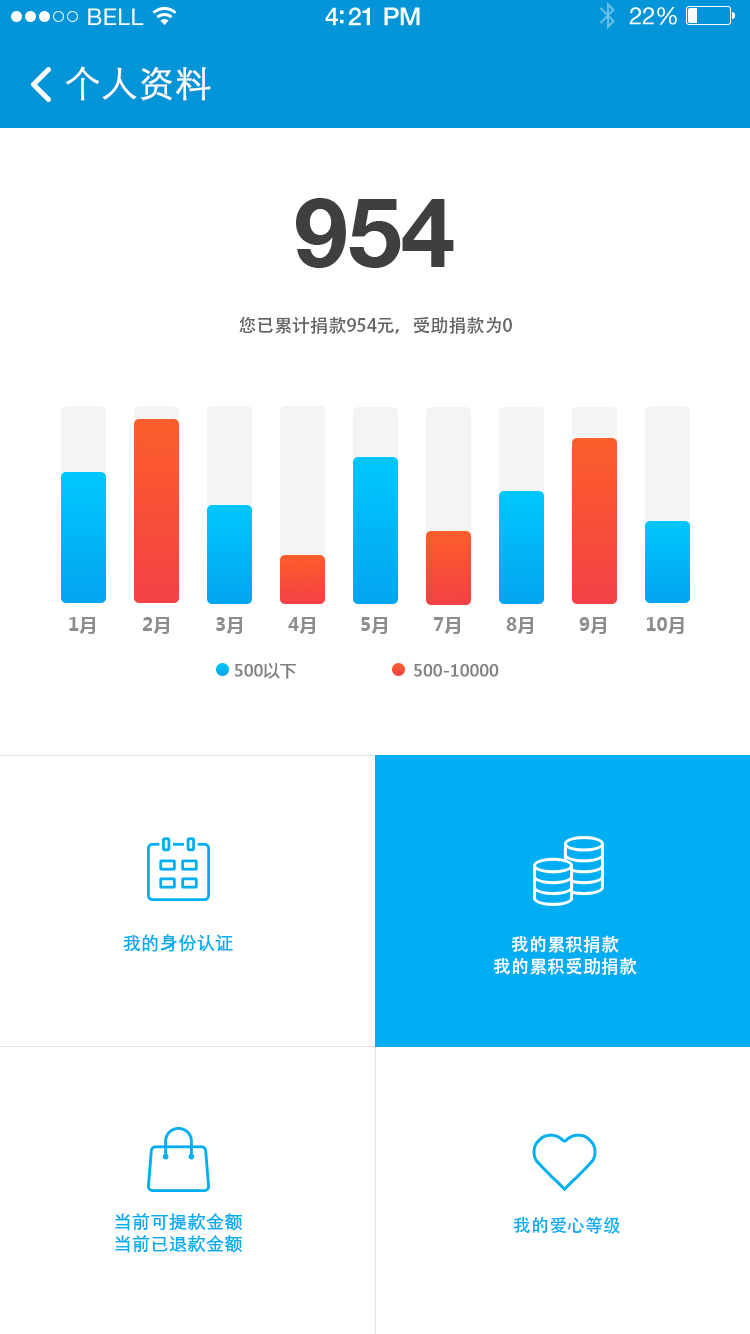 BELL 4:21 PM 22%
个人资料
954
您已累计捐款954元，受助捐款为0
1月 2月 3月 4月 5月 7月 8月 9月 10月
500以下 500-10000
我的身份认证
我的累积捐款
我的累积受助捐款
当前可提款金额
当前已退款金额
我的爱心等级